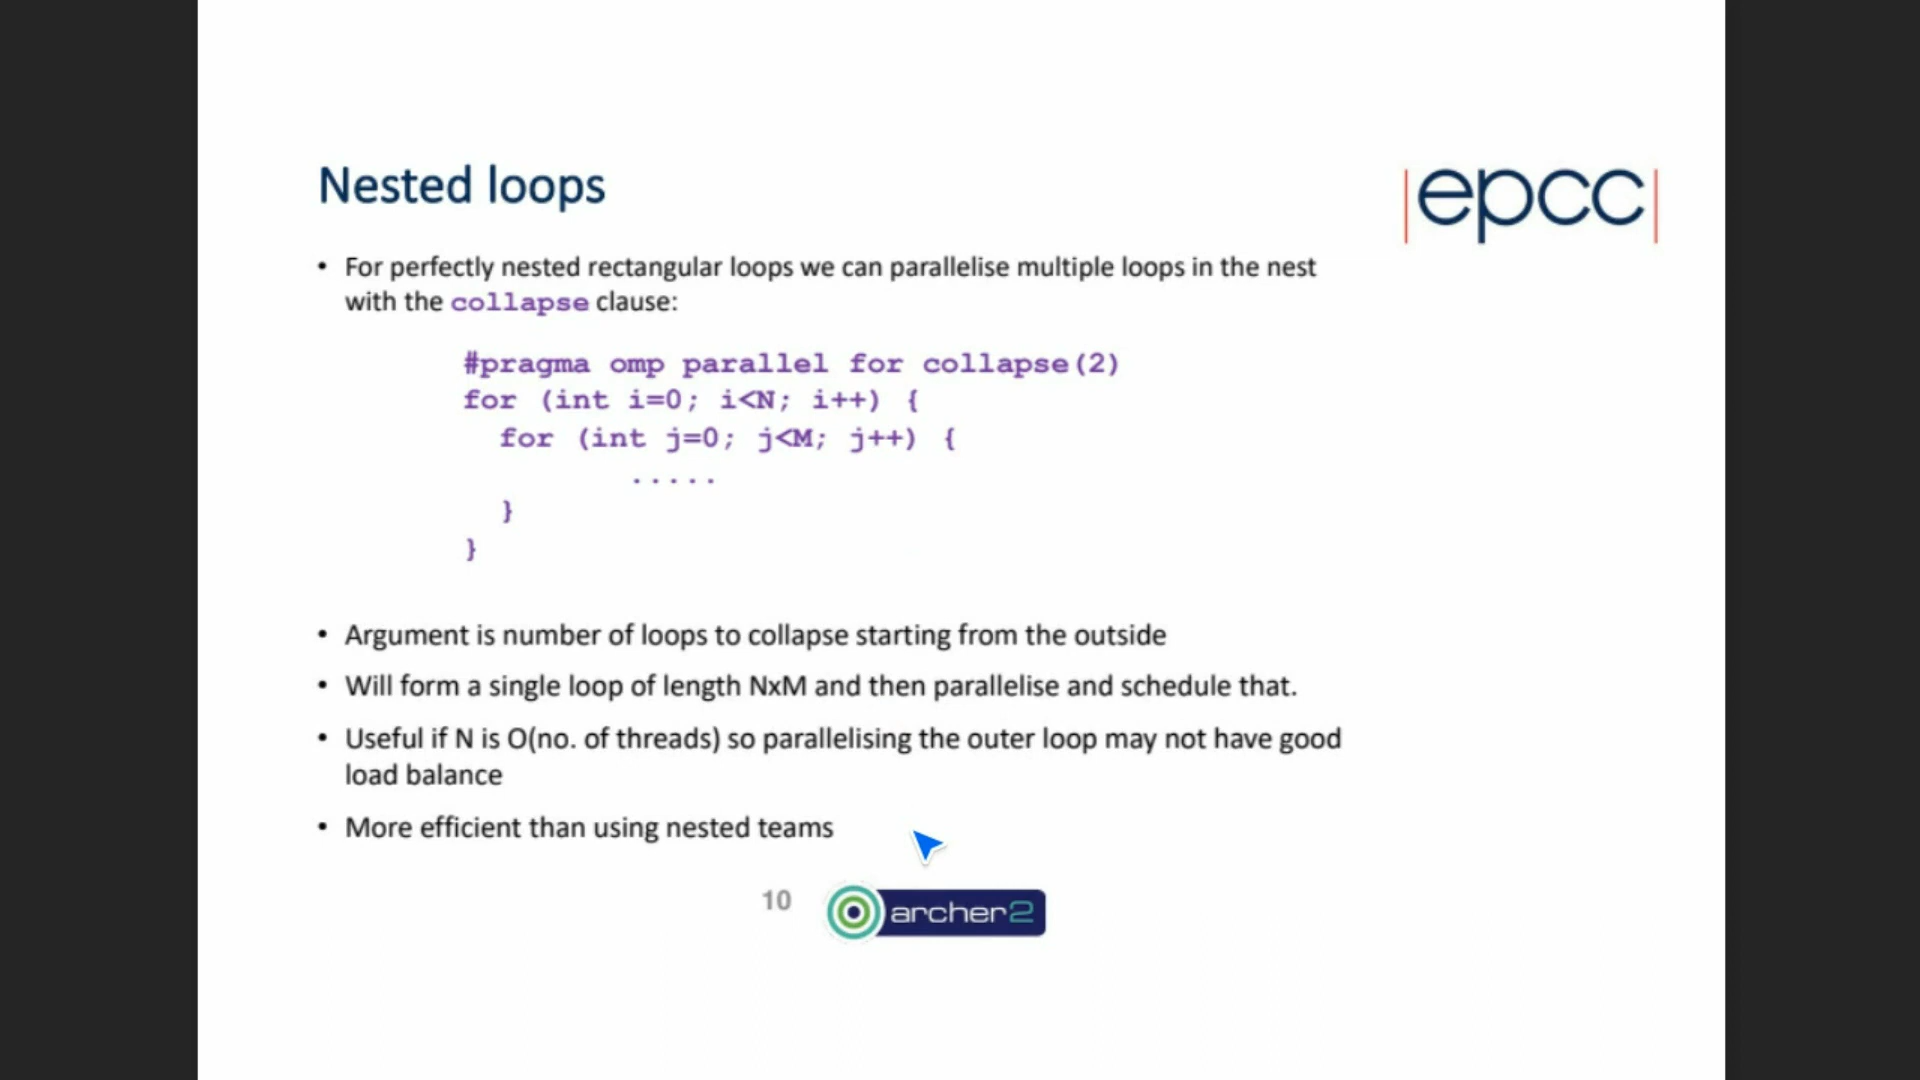 Nested loops
|epcc|
• For perfectly nested rectangular loops we can parallelise multiple loops in the nest
with the collapse clause:
#pragma omp parallel for collapse(2)
for (int i=0; i<N; i++) {
for (int j=0; j<M; j++) {
.....
}
}
• Argument is number of loops to collapse starting from the outside
• Will form a single loop of length NxM and then parallelise and schedule that.
• Useful if N is O(no. of threads) so parallelising the outer loop may not have good
load balance
• More efficient than using nested teams
10
archer2